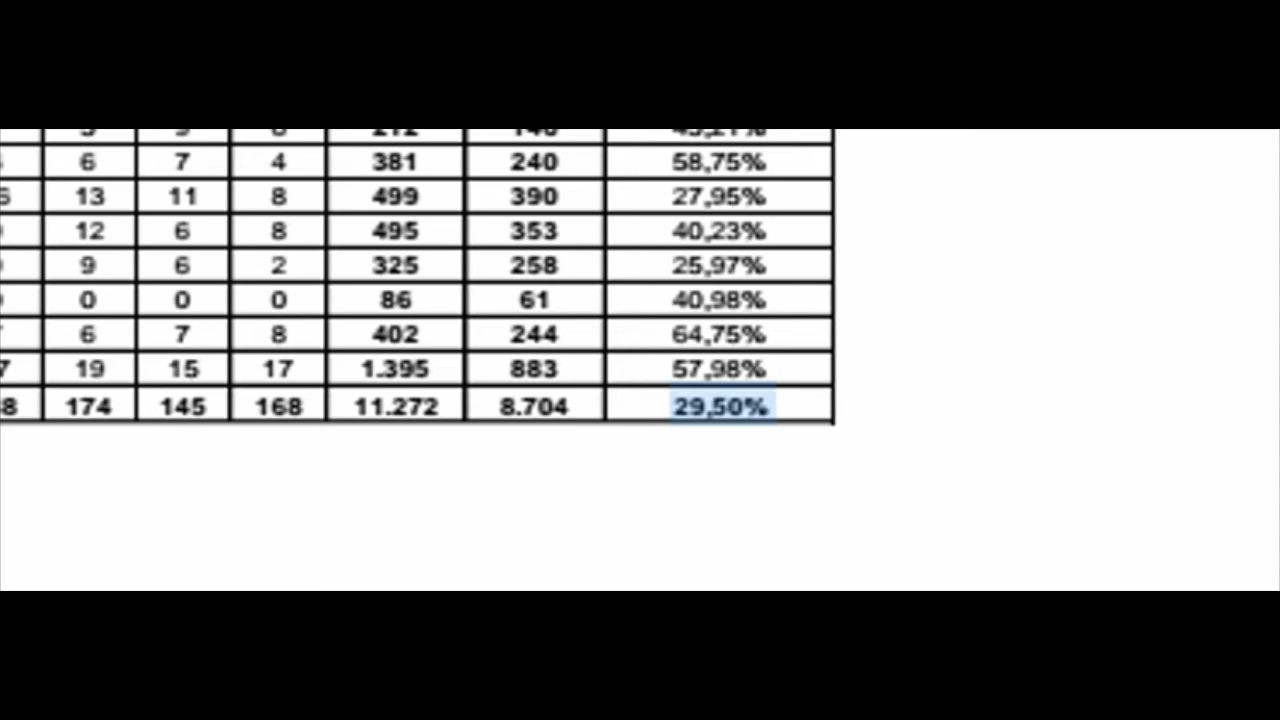 6 7 4 381 240 58,75%
13 11 8 499 390 27,95%
12 6 8 495 353 40,23%
9 6 2 325 258 25,97%
0 0 0 86 61 40,98%
6 7 8 402 244 64,75%
7 19 15 17 1.395 883 57,98%
8 174 145 168 11.272 8.704 29,50%